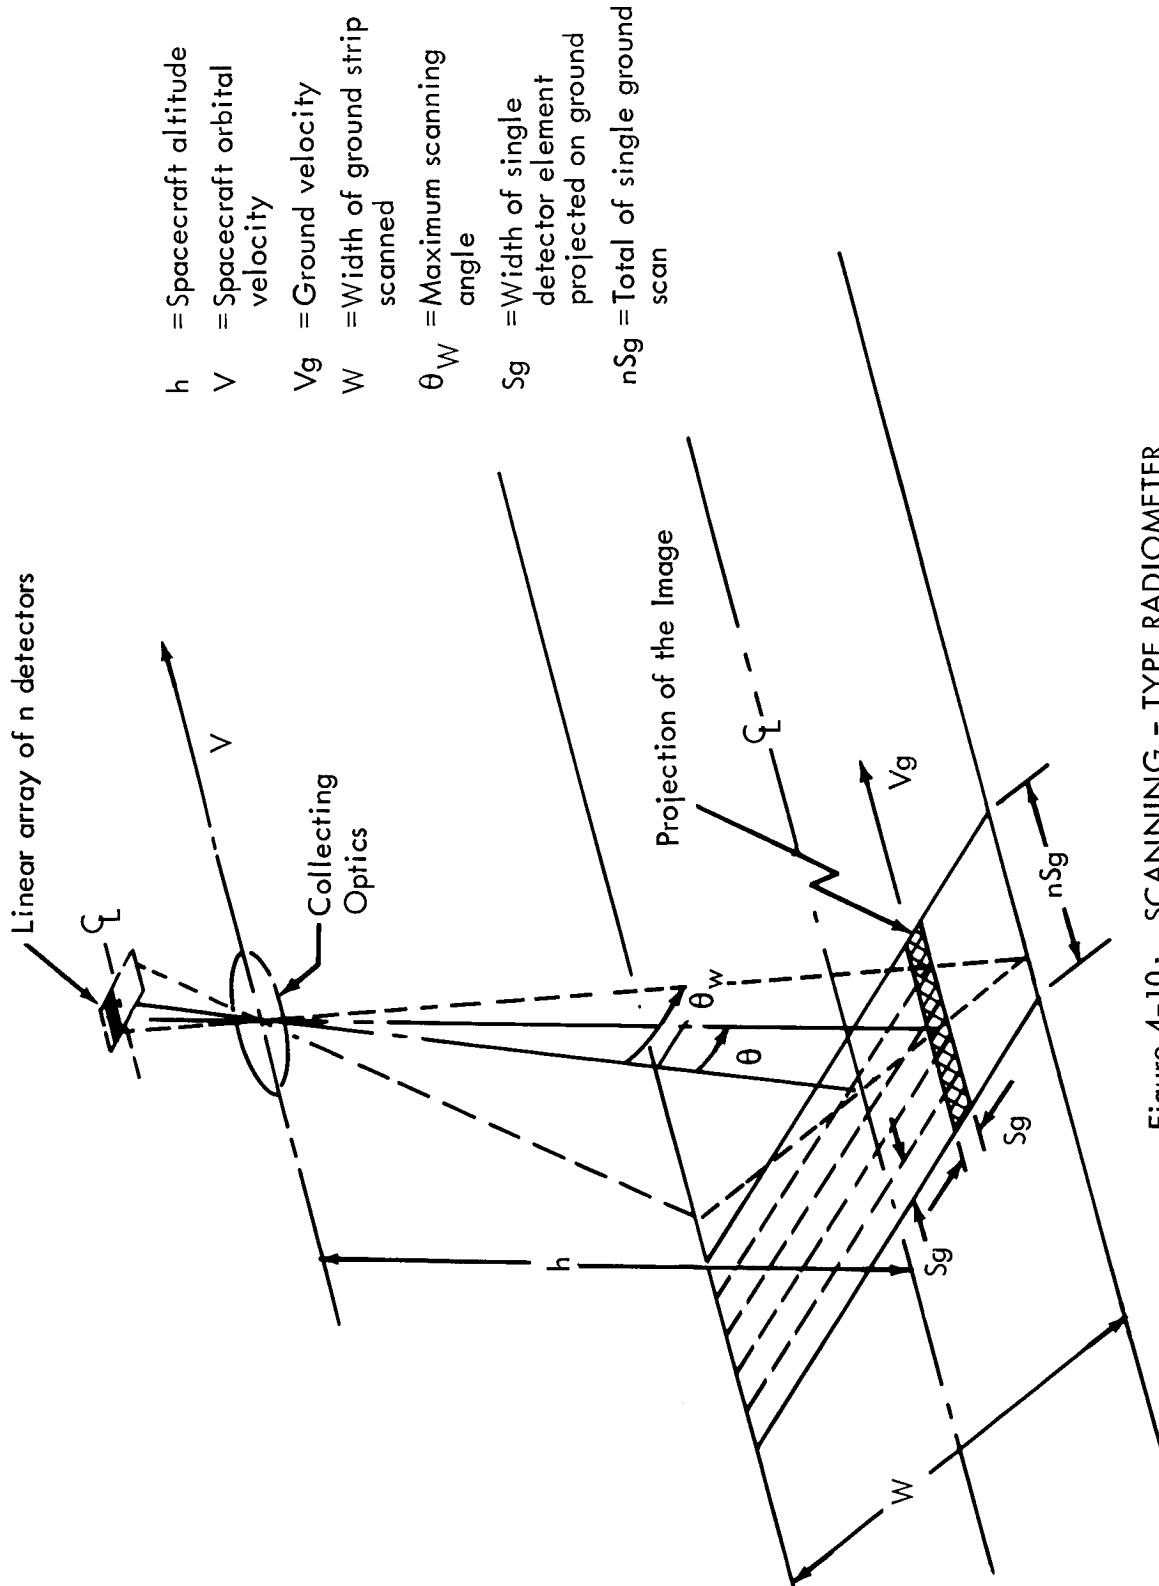 Linear array of n detectors
C L
V
Collecting
Optics
h = Spacecraft altitude
V = Spacecraft orbital
velocity
Vg = Ground velocity
W = Width of ground strip
scanned
θW = Maximum scanning
angle
Sg = Width of single
detector element
projected on ground
nSg = Total of single ground
scan
Projection of the Image
C L
Vg
θw
θ
h
Sg
Sg
nSg
W
Figure 4-10. SCANNING - TYPE RADIOMETER